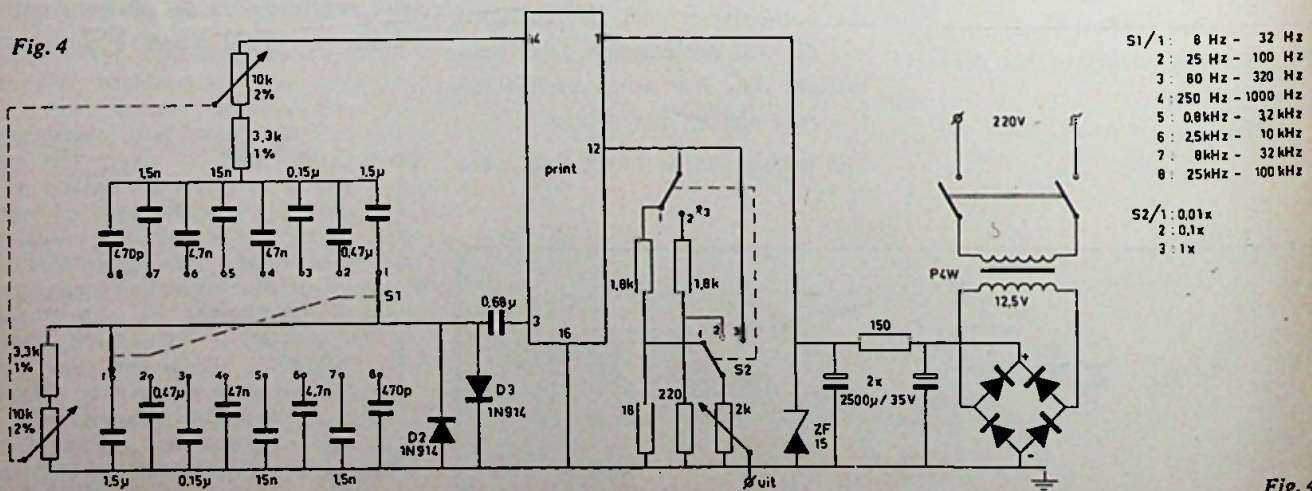 Fig. 4
10k
2%
3,3k
1%
14
1
print
12
3
16
1,5n
15n
0,15µ
1,5µ
470p
4,7n
47n
0,47µ
8
7
6
5
4
3
2
1
S1
0,68µ
3,3k
1%
10k
2%
1
2
3
4
5
6
7
8
0,47µ
47n
4,7n
470p
1,5µ
0,15µ
15n
1,5n
D2
1N914
D3
1N914
1
2
3
1,8k
1,8k
1
2
3
S2
18
220
2k
uit
ZF
15
150
2x
2500µ/35V
220V
P4W
12,5V
+
-
S1/1: 8 Hz - 32 Hz
2: 25 Hz - 100 Hz
3: 80 Hz - 320 Hz
4: 250 Hz - 1000 Hz
5: 0,8kHz - 3,2 kHz
6: 2,5kHz - 10 kHz
7: 8kHz - 32 kHz
8: 25kHz - 100 kHz
S2/1: 0,01x
2: 0,1x
3: 1x